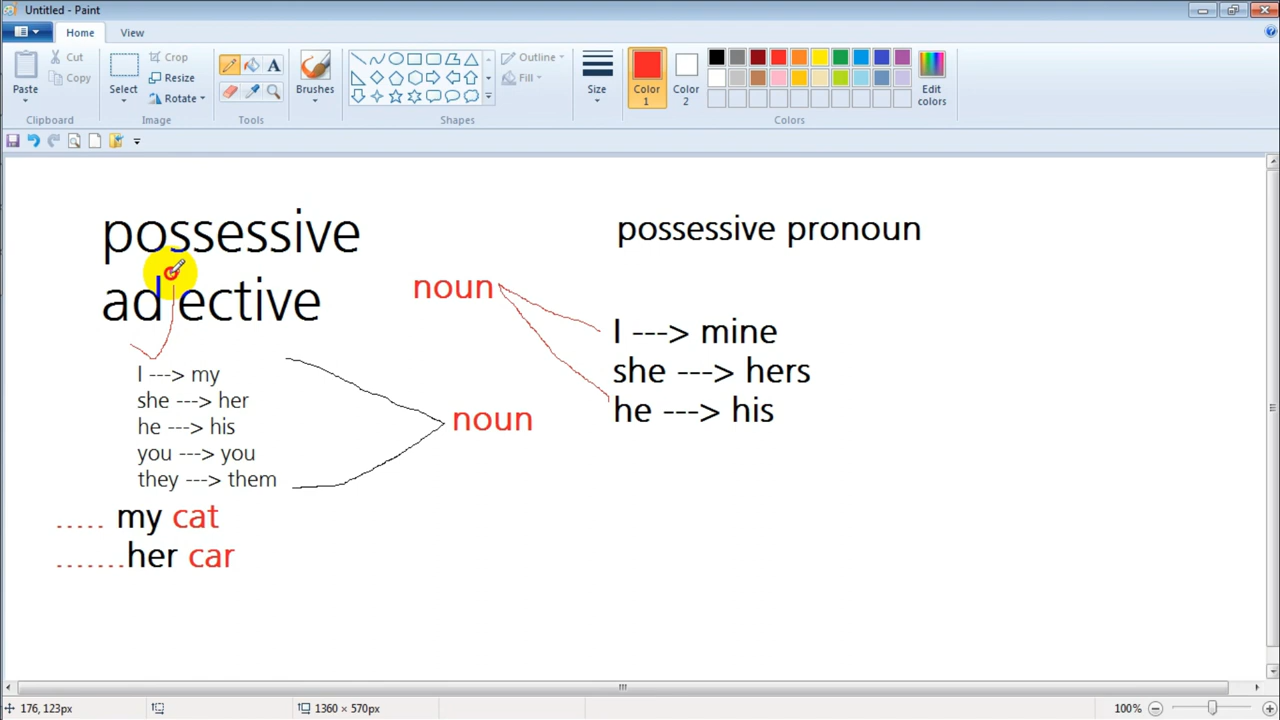 Untitled - Paint
Home
View
Paste
Cut
Copy
Clipboard
Select
Crop
Resize
Rotate
Image
A
Tools
Brushes
Shapes
Outline
Fill
Size
Color 1
Color 2
Edit colors
Colors
possessive
ad ective
I ---> my
she ---> her
he ---> his
you ---> you
they ---> them
..... my cat
.......her car
noun
noun
possessive pronoun
I ---> mine
she ---> hers
he ---> his
176, 123px
1360 × 570px
100%